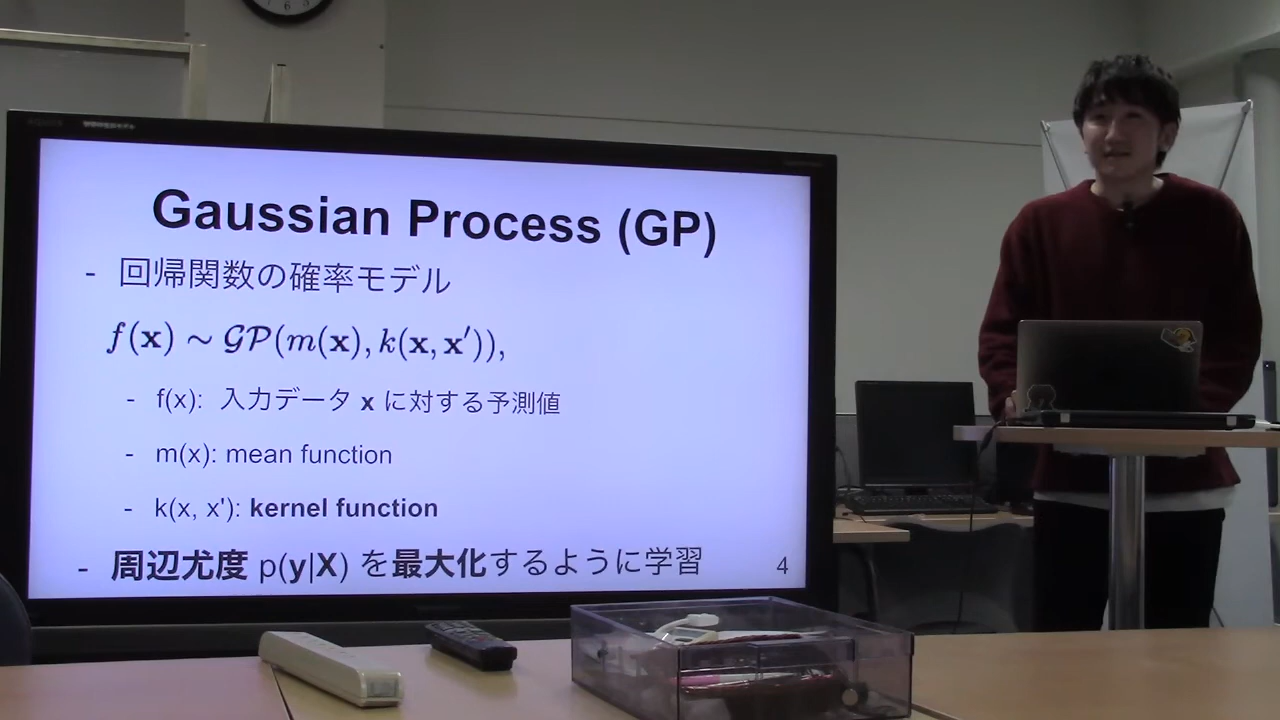 Gaussian Process (GP)
- 回帰関数の確率モデル
f(x) ∼ GP(m(x), k(x, x′)),
- f(x): 入力データ x に対する予測値
- m(x): mean function
- k(x, x'): kernel function
- 周辺尤度 p(y|X) を最大化するように学習
4